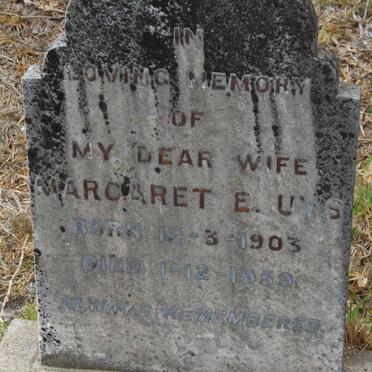 IN
LOVING MEMORY
OF
MY DEAR WIFE
MARGARET E. UYS
BORN 12-3-1903
DIED 1-12-1959
ALWAYS REMEMBERED